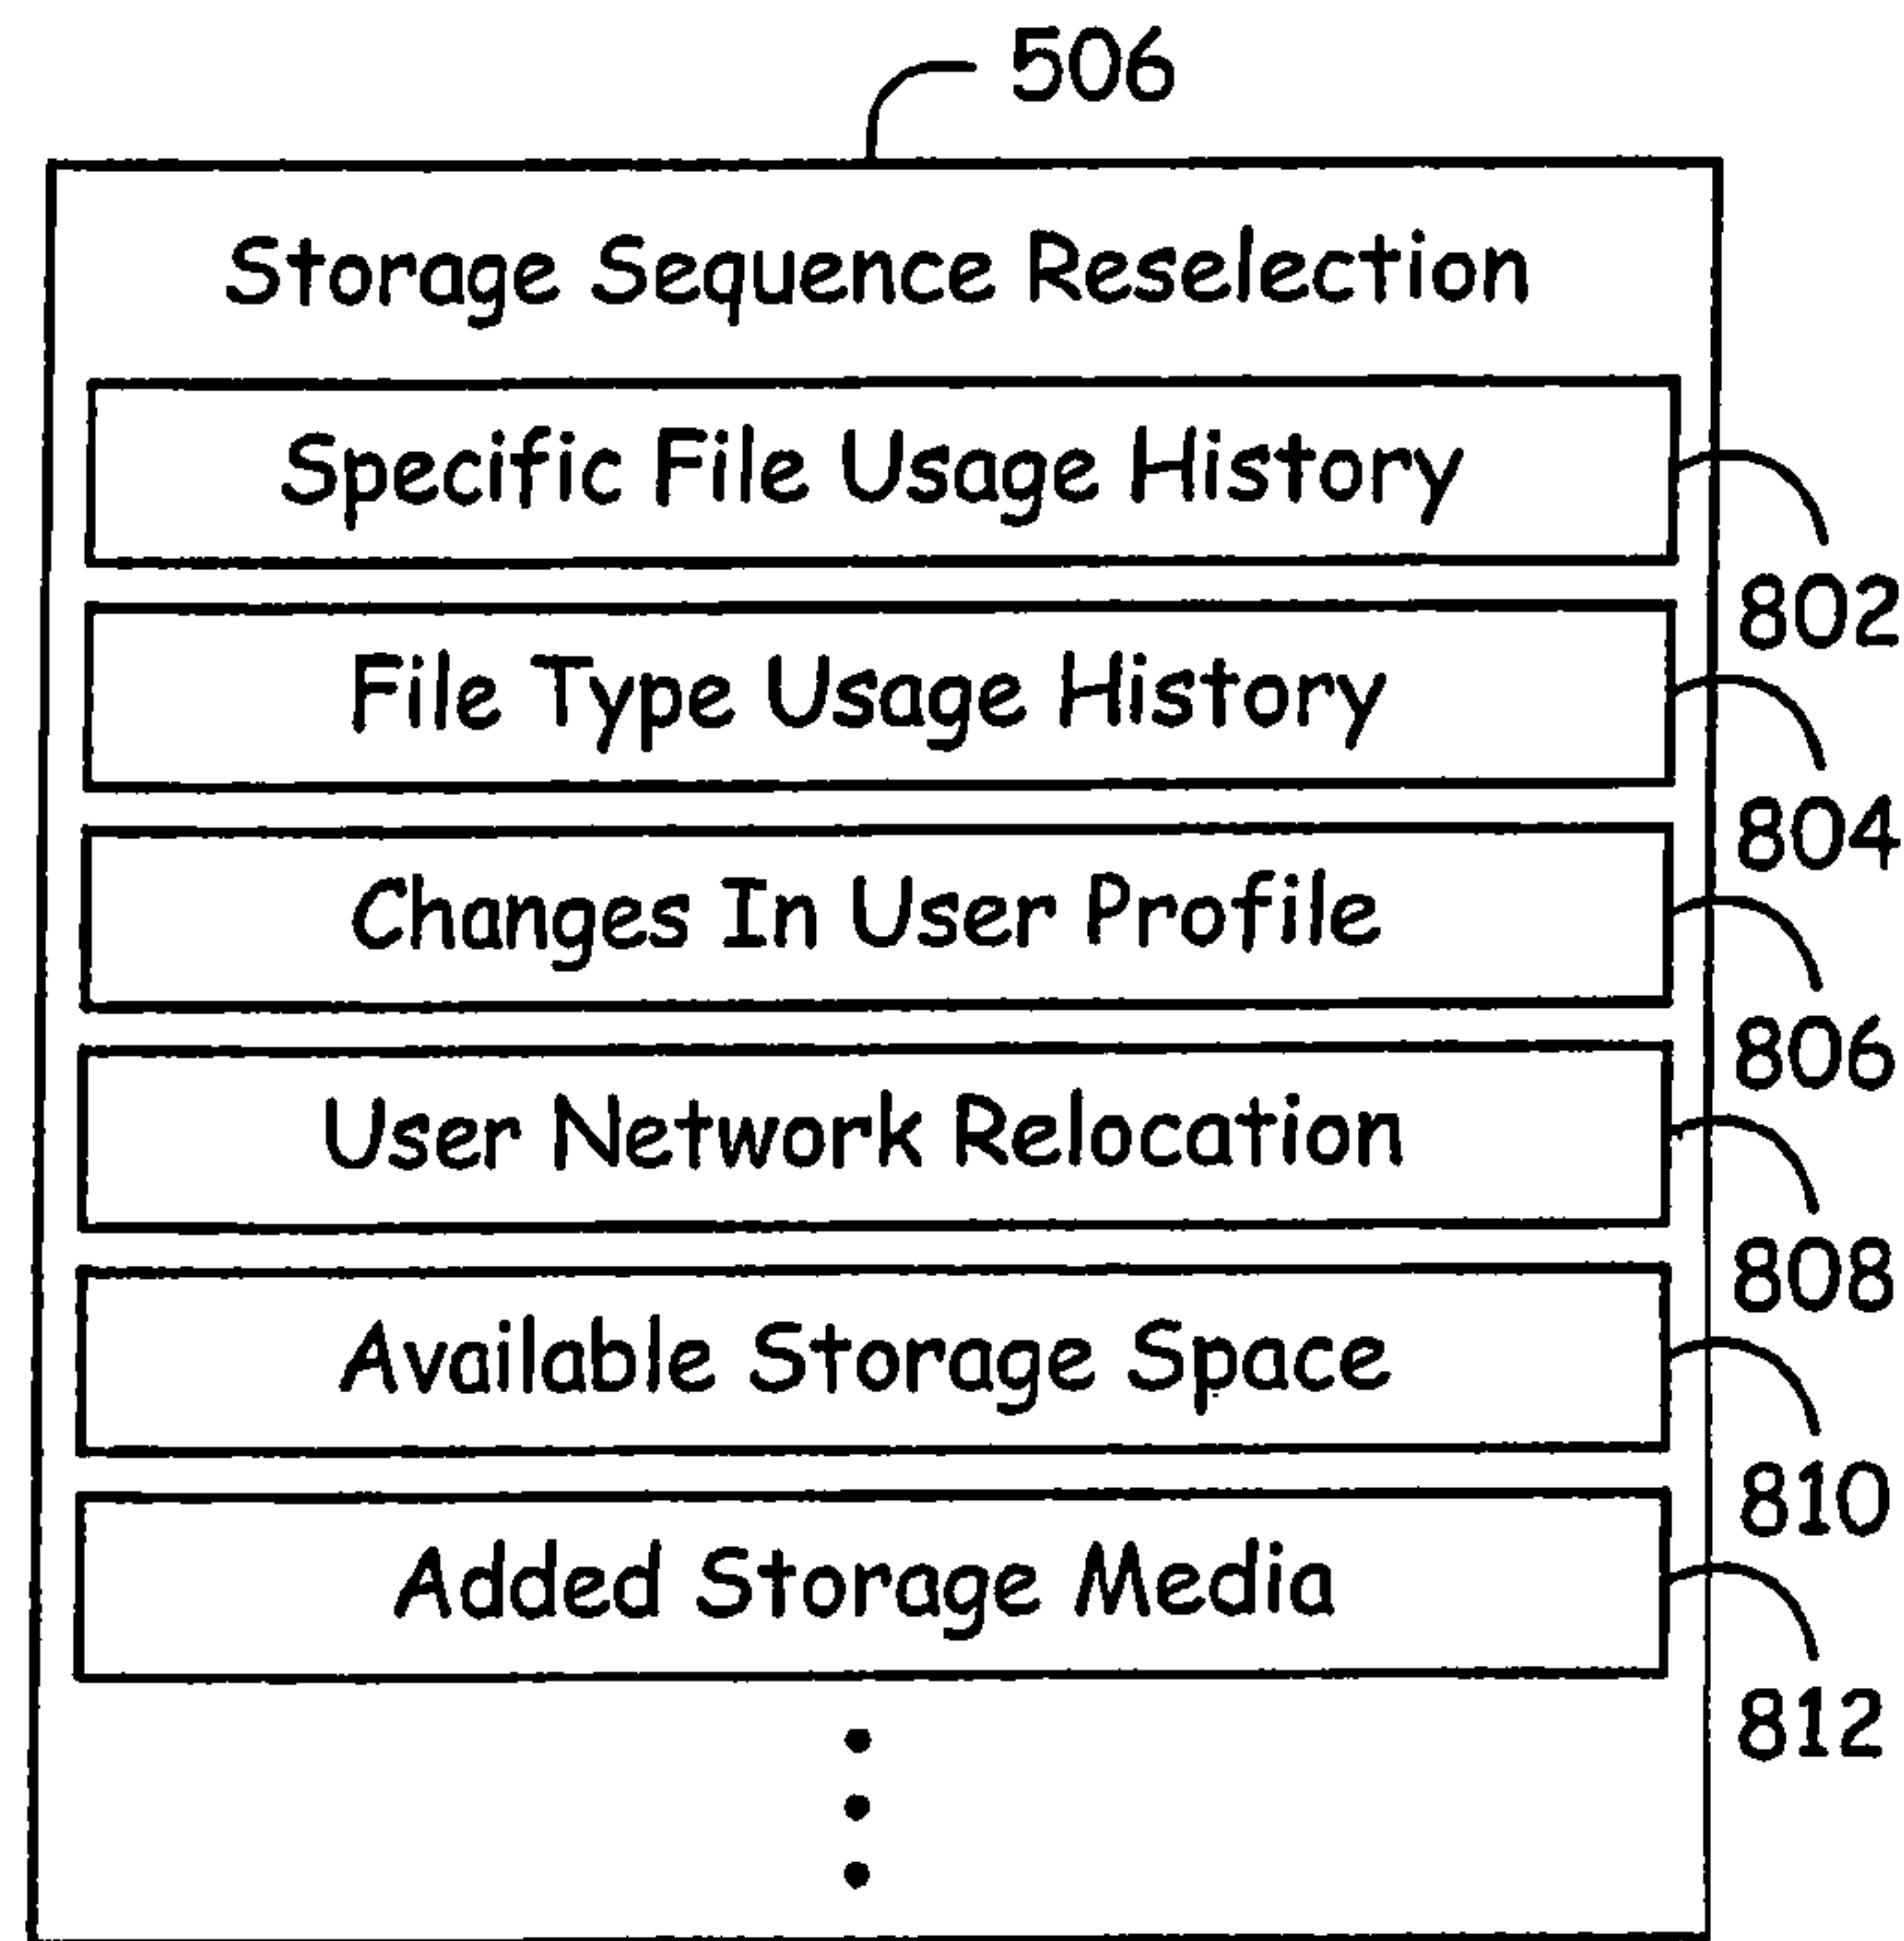 506
Storage Sequence Reselection
Specific File Usage History
802
File Type Usage History
804
Changes In User Profile
806
User Network Relocation
808
Available Storage Space
810
Added Storage Media
812